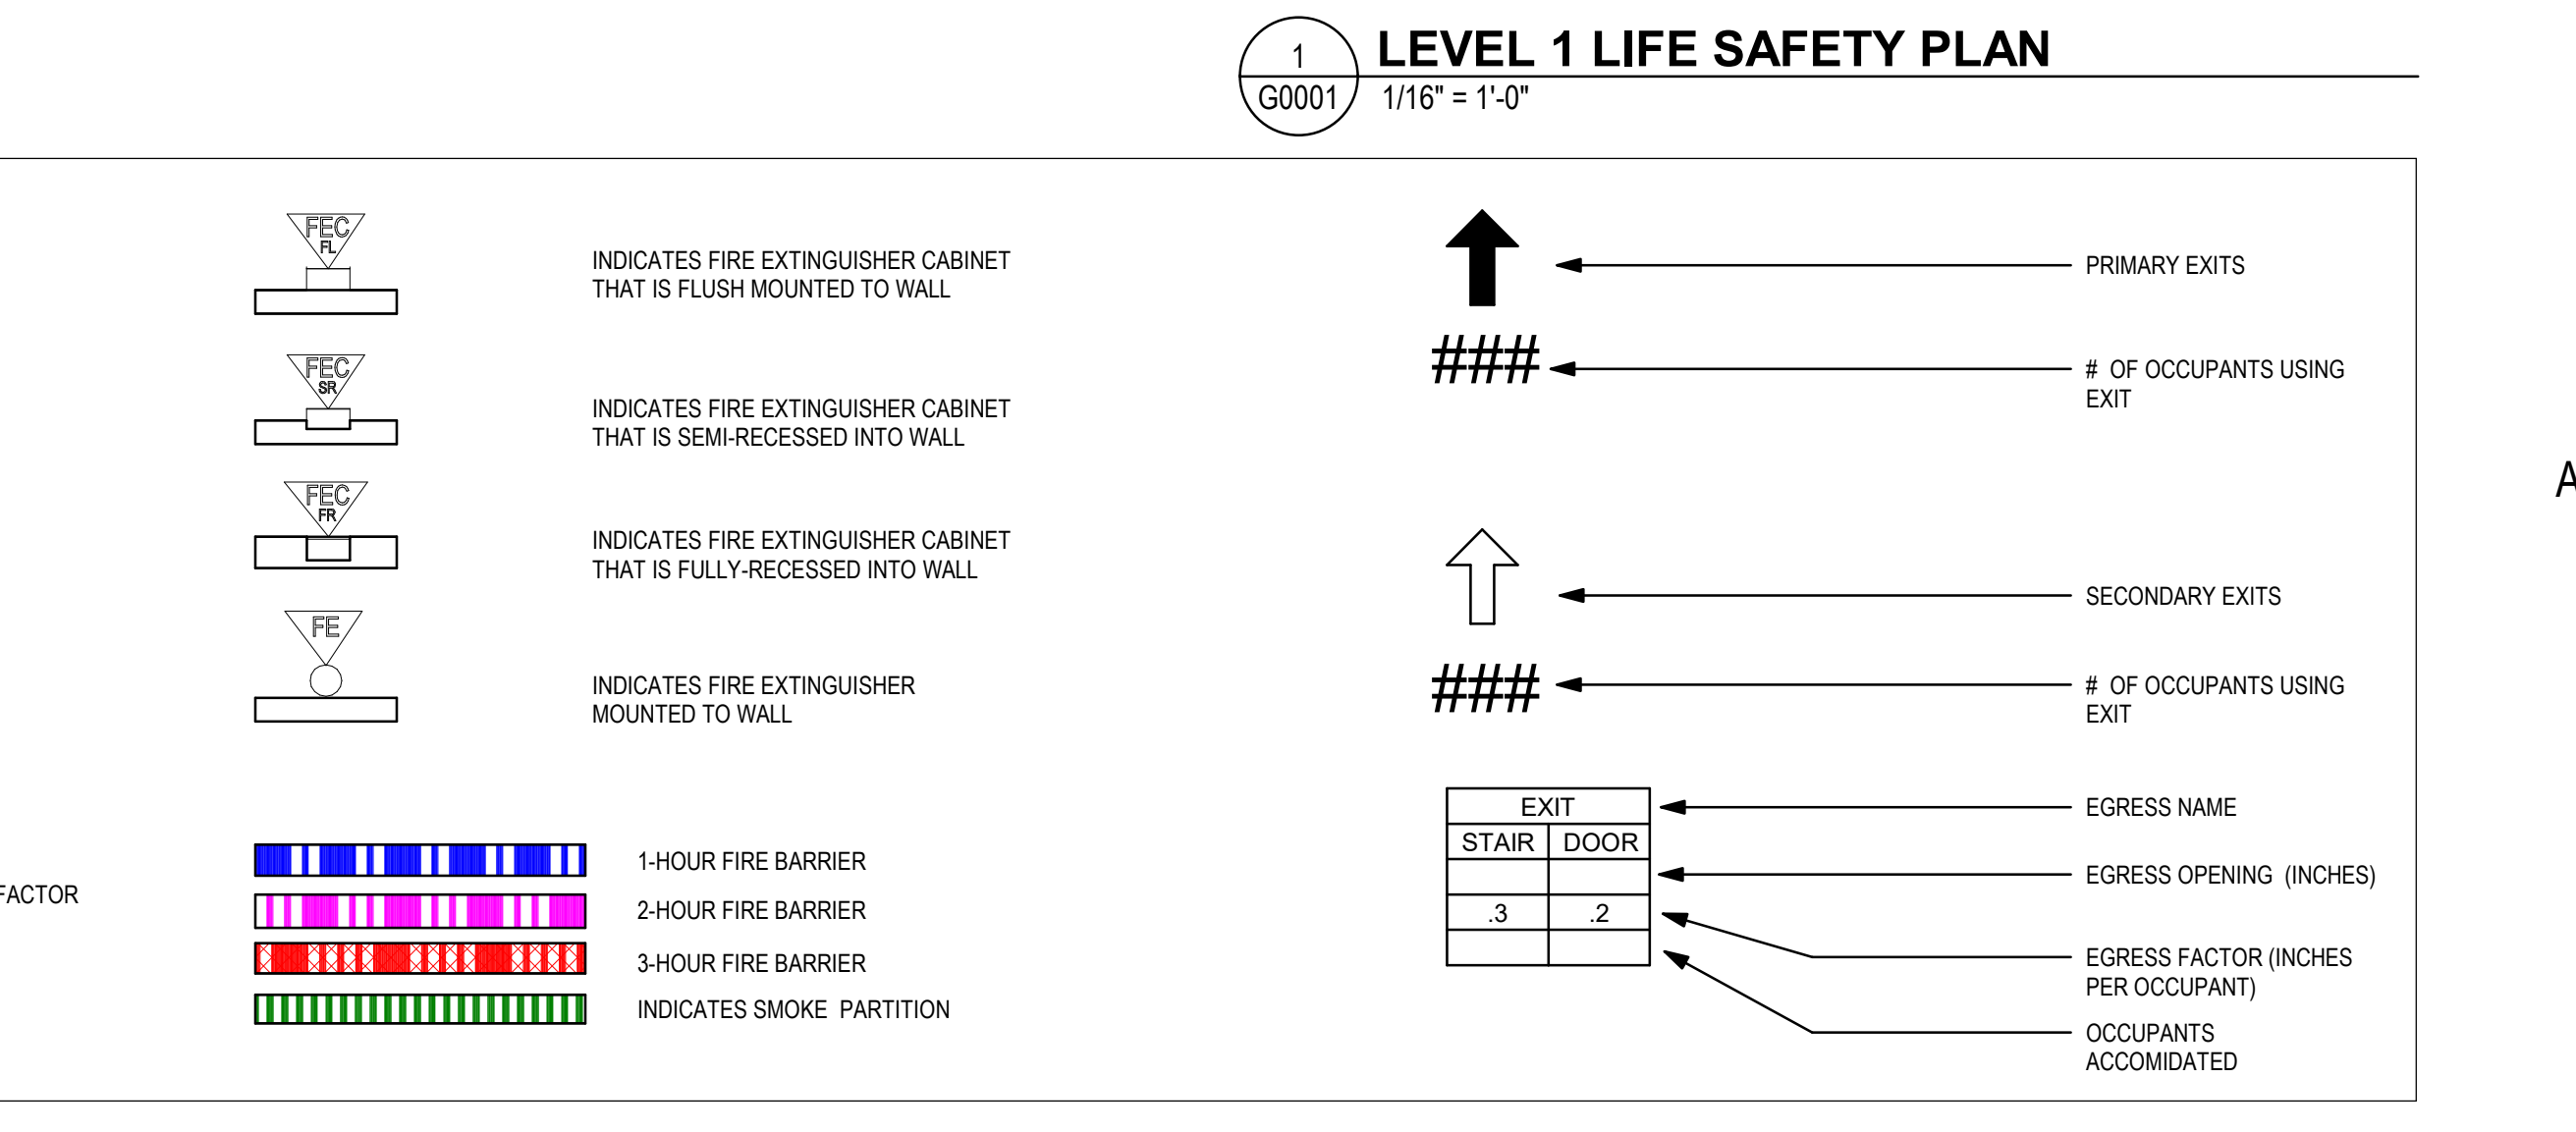 1
LEVEL 1 LIFE SAFETY PLAN
G0001
1/16" = 1'-0"
FEC
FL
INDICATES FIRE EXTINGUISHER CABINET
THAT IS FLUSH MOUNTED TO WALL
FEC
SR
INDICATES FIRE EXTINGUISHER CABINET
THAT IS SEMI-RECESSED INTO WALL
FEC
FR
INDICATES FIRE EXTINGUISHER CABINET
THAT IS FULLY-RECESSED INTO WALL
FE
INDICATES FIRE EXTINGUISHER
MOUNTED TO WALL
FACTOR
1-HOUR FIRE BARRIER
2-HOUR FIRE BARRIER
3-HOUR FIRE BARRIER
INDICATES SMOKE PARTITION
PRIMARY EXITS
###
# OF OCCUPANTS USING
EXIT
SECONDARY EXITS
###
# OF OCCUPANTS USING
EXIT
EXIT
STAIR DOOR
.3 .2
EGRESS NAME
EGRESS OPENING (INCHES)
EGRESS FACTOR (INCHES
PER OCCUPANT)
OCCUPANTS
ACCOMIDATED
A